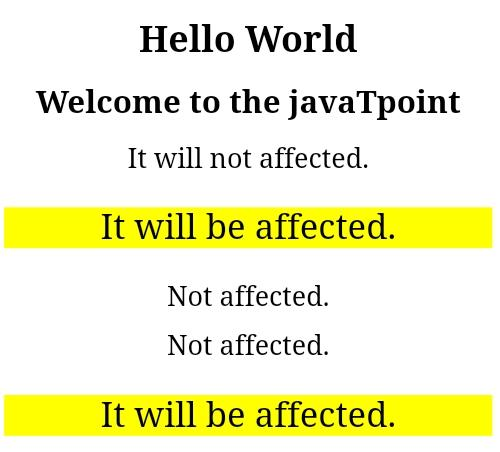 Hello World
Welcome to the javaTpoint
It will not affected.
It will be affected.
Not affected.
Not affected.
It will be affected.